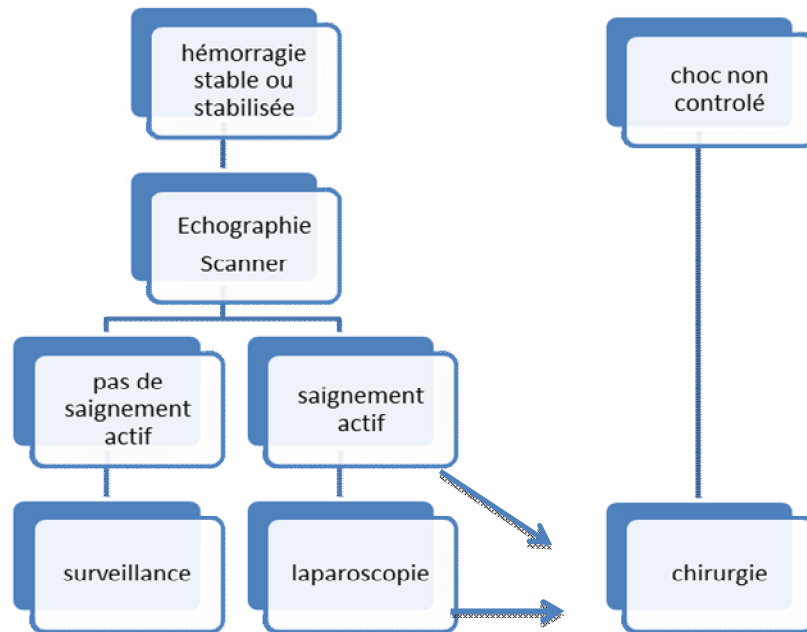 hémorragie
stable ou
stabilisée
choc non
controlé
Echographie
Scanner
pas de
saignement
actif
saignement
actif
surveillance
laparoscopie
chirurgie